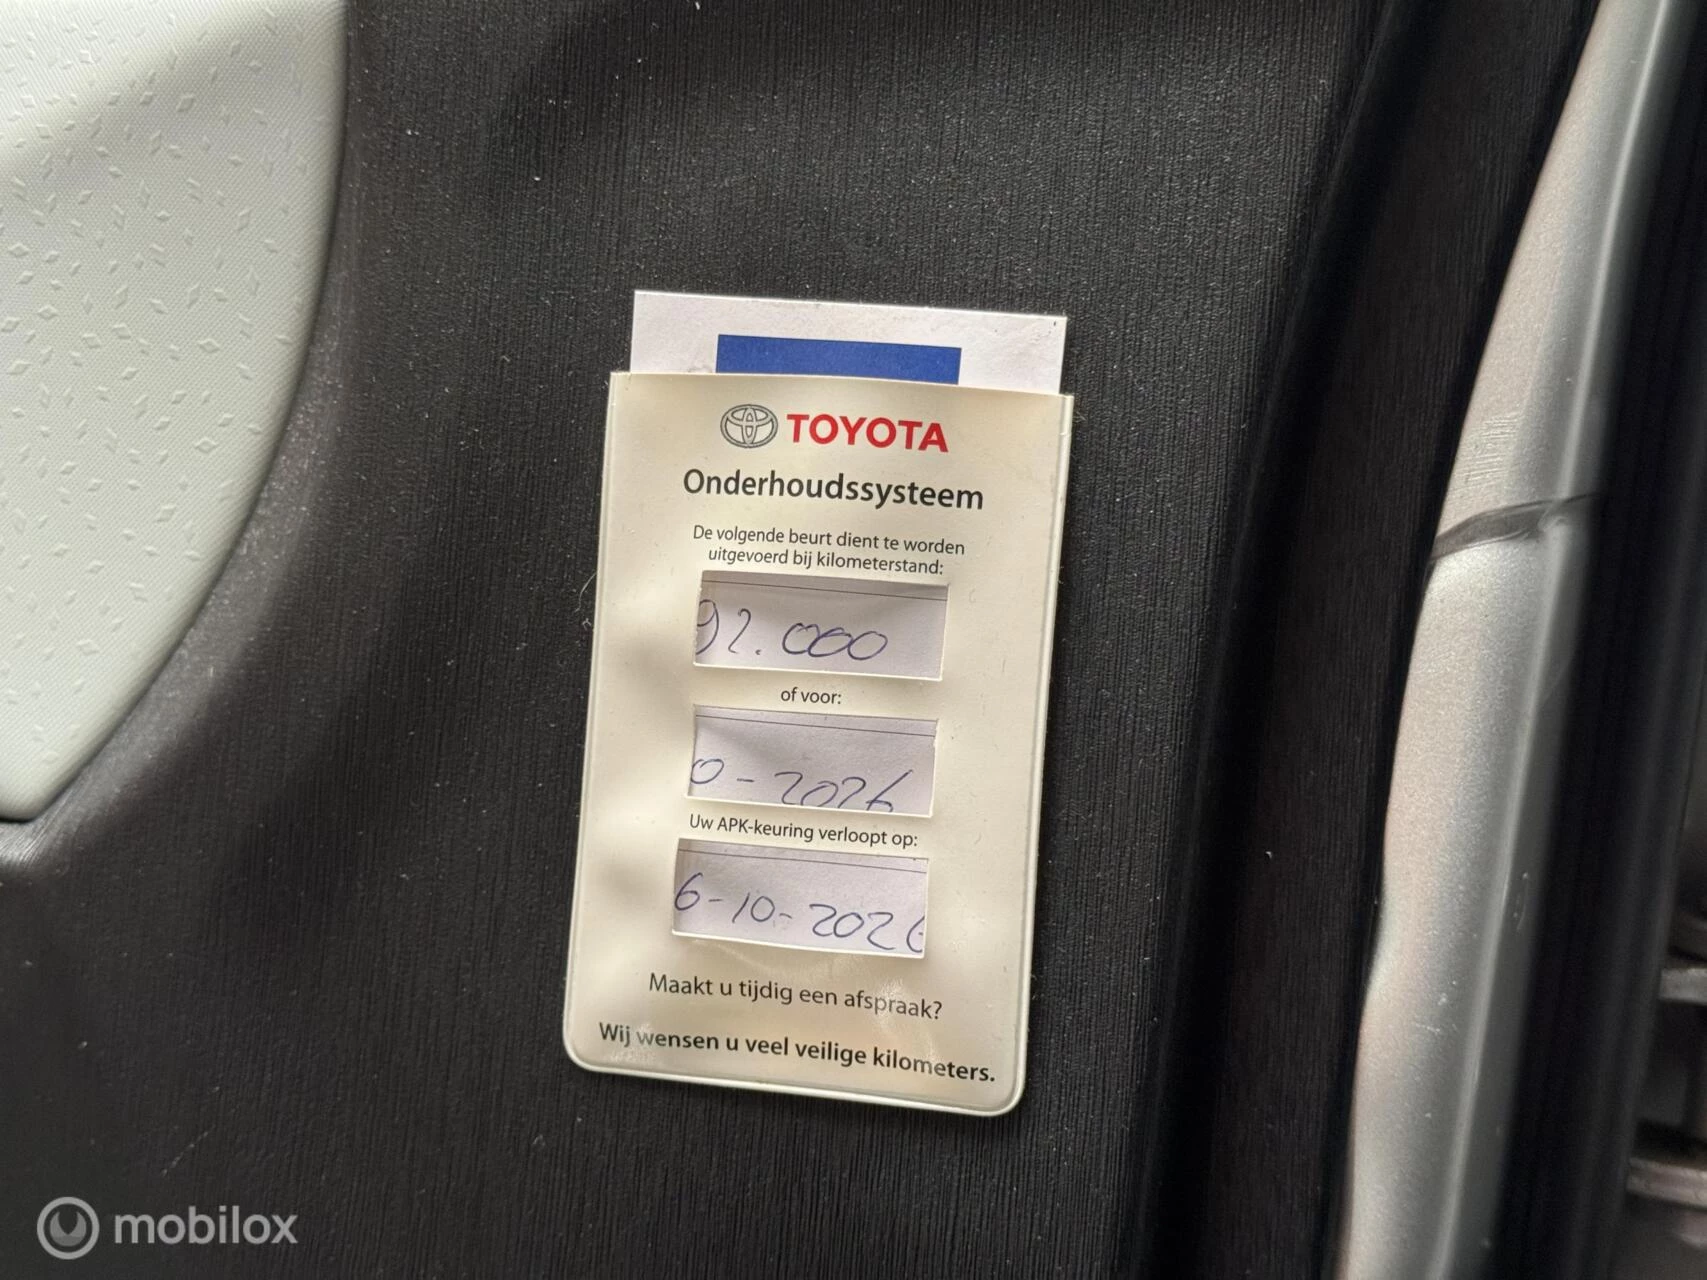 TOYOTA
Onderhoudssysteem
De volgende beurt dient te worden
uitgevoerd bij kilometerstand:
92.000
of voor:
0-2026
Uw APK-keuring verloopt op:
6-10-2026
Maakt u tijdig een afspraak?
Wij wensen u veel veilige kilometers.
mobilox